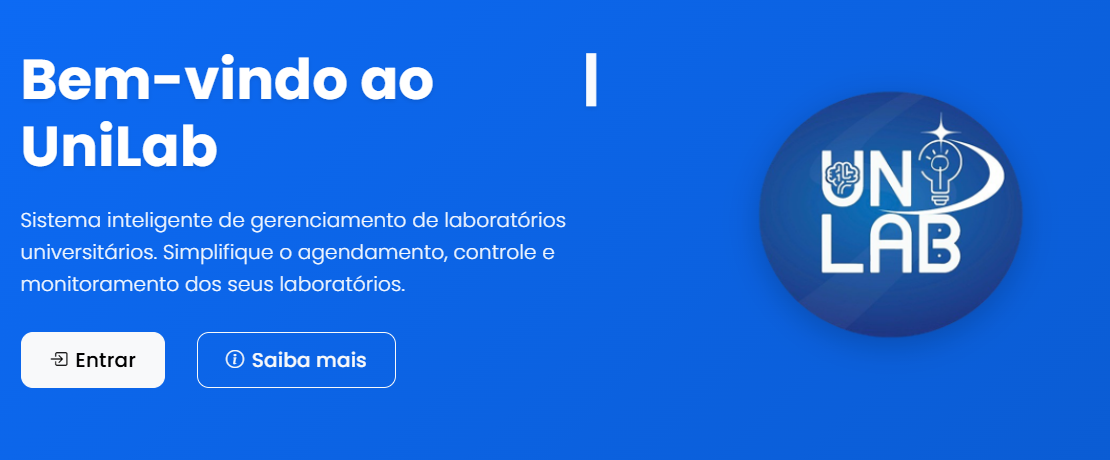 Bem-vindo ao |
UniLab
Sistema inteligente de gerenciamento de laboratórios
universitários. Simplifique o agendamento, controle e
monitoramento dos seus laboratórios.
Entrar
Saiba mais
UNI
LAB